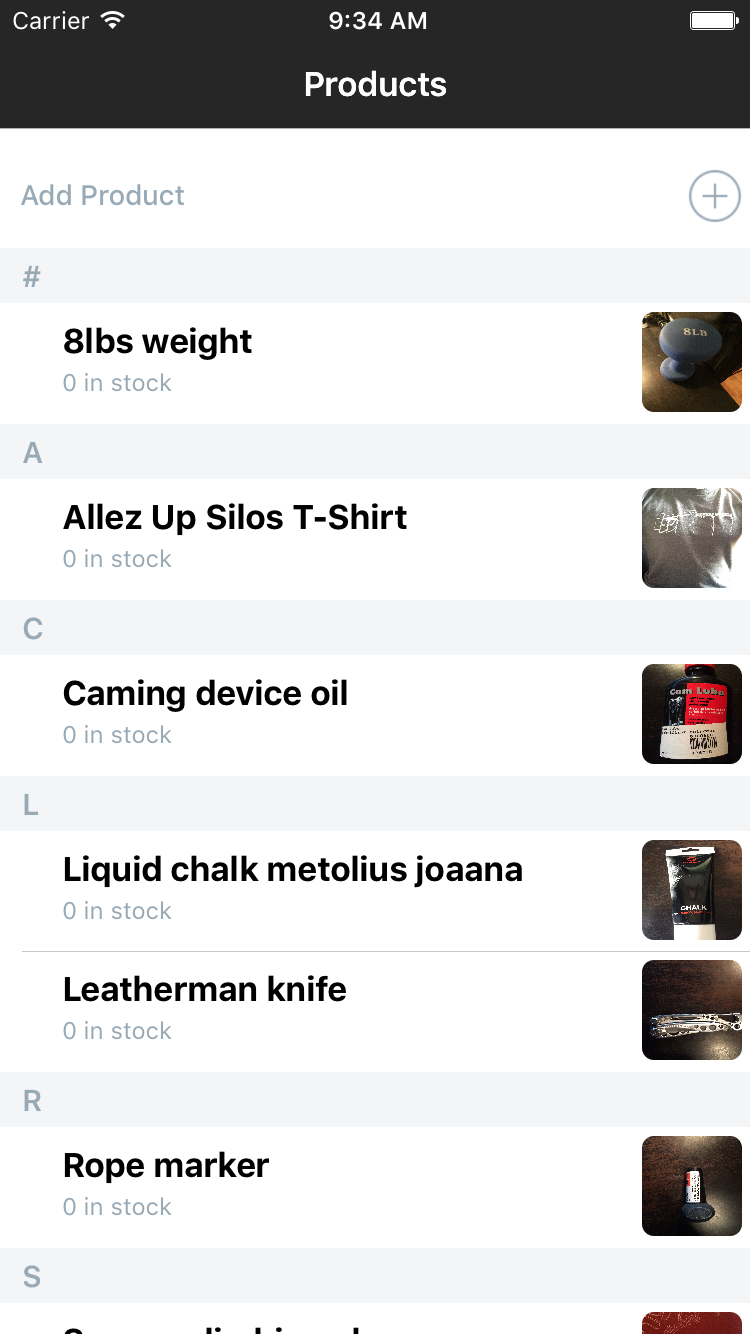 Carrier 9:34 AM
Products
Add Product
#
8lbs weight
0 in stock
8LB
A
Allez Up Silos T-Shirt
0 in stock
C
Caming device oil
0 in stock
Cam Lube
L
Liquid chalk metolius joaana
0 in stock
CHALK
Leatherman knife
0 in stock
R
Rope marker
0 in stock
S